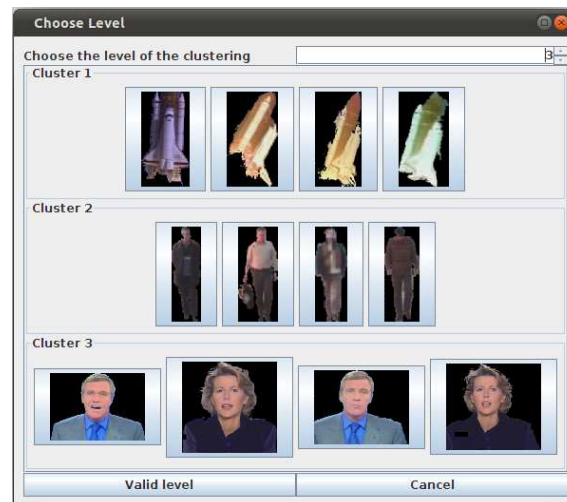 Choose Level
Choose the level of the clustering 3
Cluster 1
Cluster 2
Cluster 3
Valid level Cancel